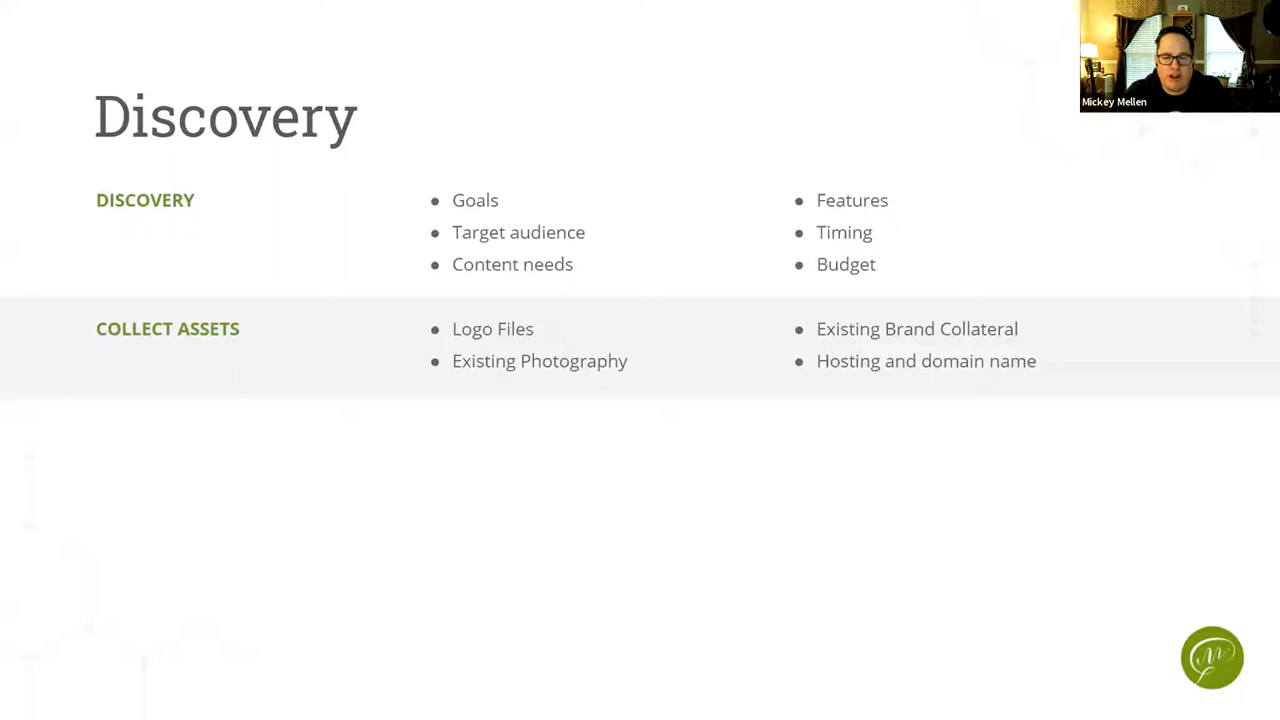 Mickey Mellen
Discovery
DISCOVERY
● Goals
● Target audience
● Content needs
● Features
● Timing
● Budget
COLLECT ASSETS
● Logo Files
● Existing Photography
● Existing Brand Collateral
● Hosting and domain name